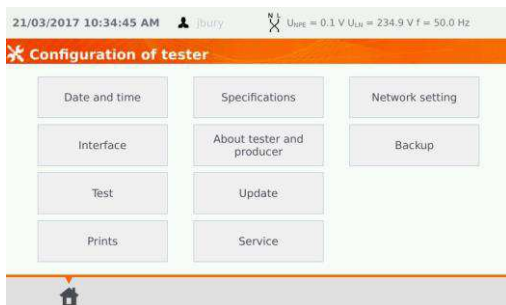 21/03/2017 10:34:45 AM jbury N L UNPE = 0.1 V ULN = 234.9 V f = 50.0 Hz
Configuration of tester
Date and time Specifications Network setting
Interface About tester and producer Backup
Test Update
Prints Service